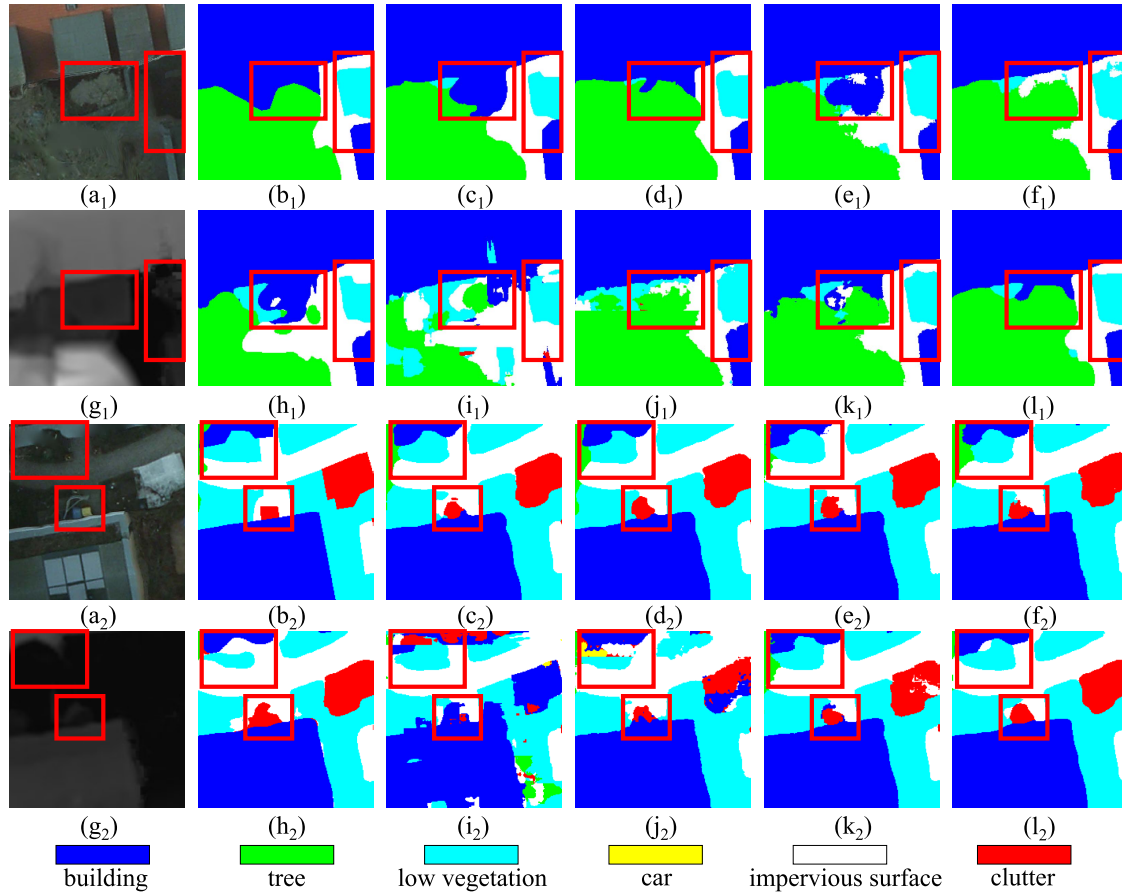 (a₁) (b₁) (c₁) (d₁) (e₁) (f₁)
(g₁) (h₁) (i₁) (j₁) (k₁) (l₁)
(a₂) (b₂) (c₂) (d₂) (e₂) (f₂)
(g₂) (h₂) (i₂) (j₂) (k₂) (l₂)
building tree low vegetation car impervious surface clutter